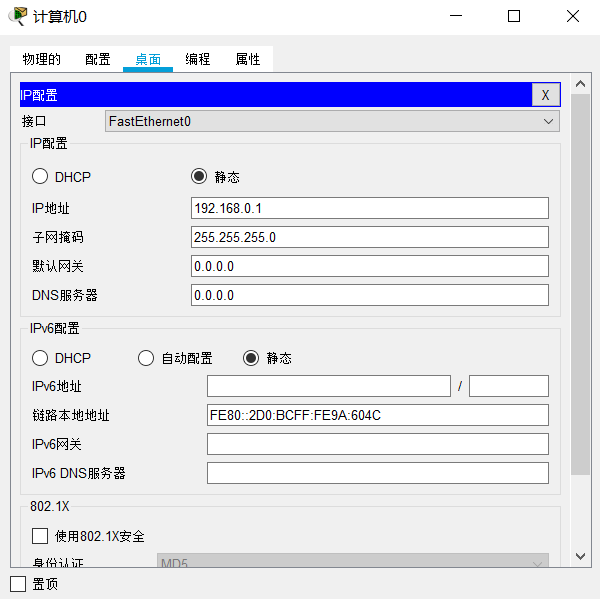 计算机0
物理的 配置 桌面 编程 属性
IP配置 X
接口 FastEthernet0
IP配置
DHCP 静态
IP地址 192.168.0.1
子网掩码 255.255.255.0
默认网关 0.0.0.0
DNS服务器 0.0.0.0
IPv6配置
DHCP 自动配置 静态
IPv6地址 /
链路本地地址 FE80::2D0:BCFF:FE9A:604C
IPv6网关
IPv6 DNS服务器
802.1X
使用802.1X安全
身份认证 MD5
置顶